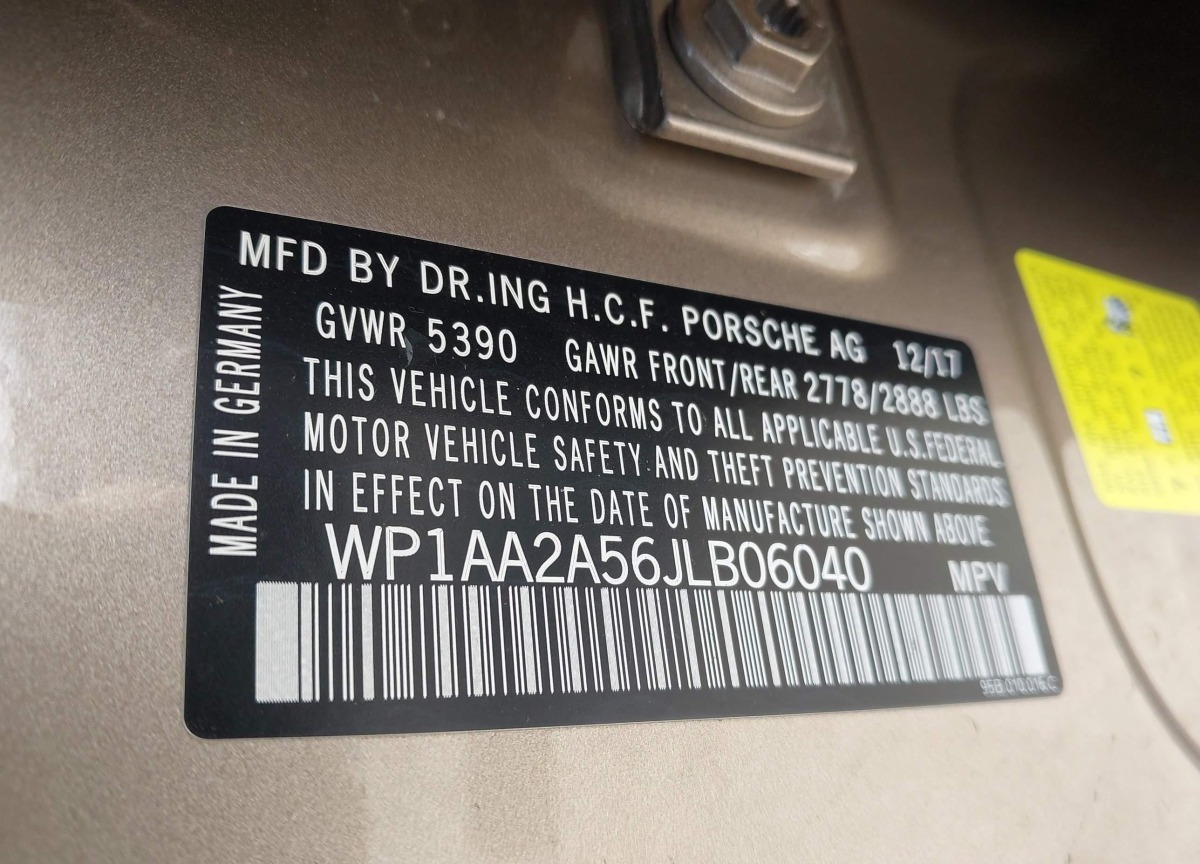 MFD BY DR.ING H.C.F. PORSCHE AG 12/17
GVWR 5390 GAWR FRONT/REAR 2778/2888 LBS
THIS VEHICLE CONFORMS TO ALL APPLICABLE U.S.FEDERAL
MOTOR VEHICLE SAFETY AND THEFT PREVENTION STANDARDS
IN EFFECT ON THE DATE OF MANUFACTURE SHOWN ABOVE.
WP1AA2A56JLB06040 MPV
MADE IN GERMANY